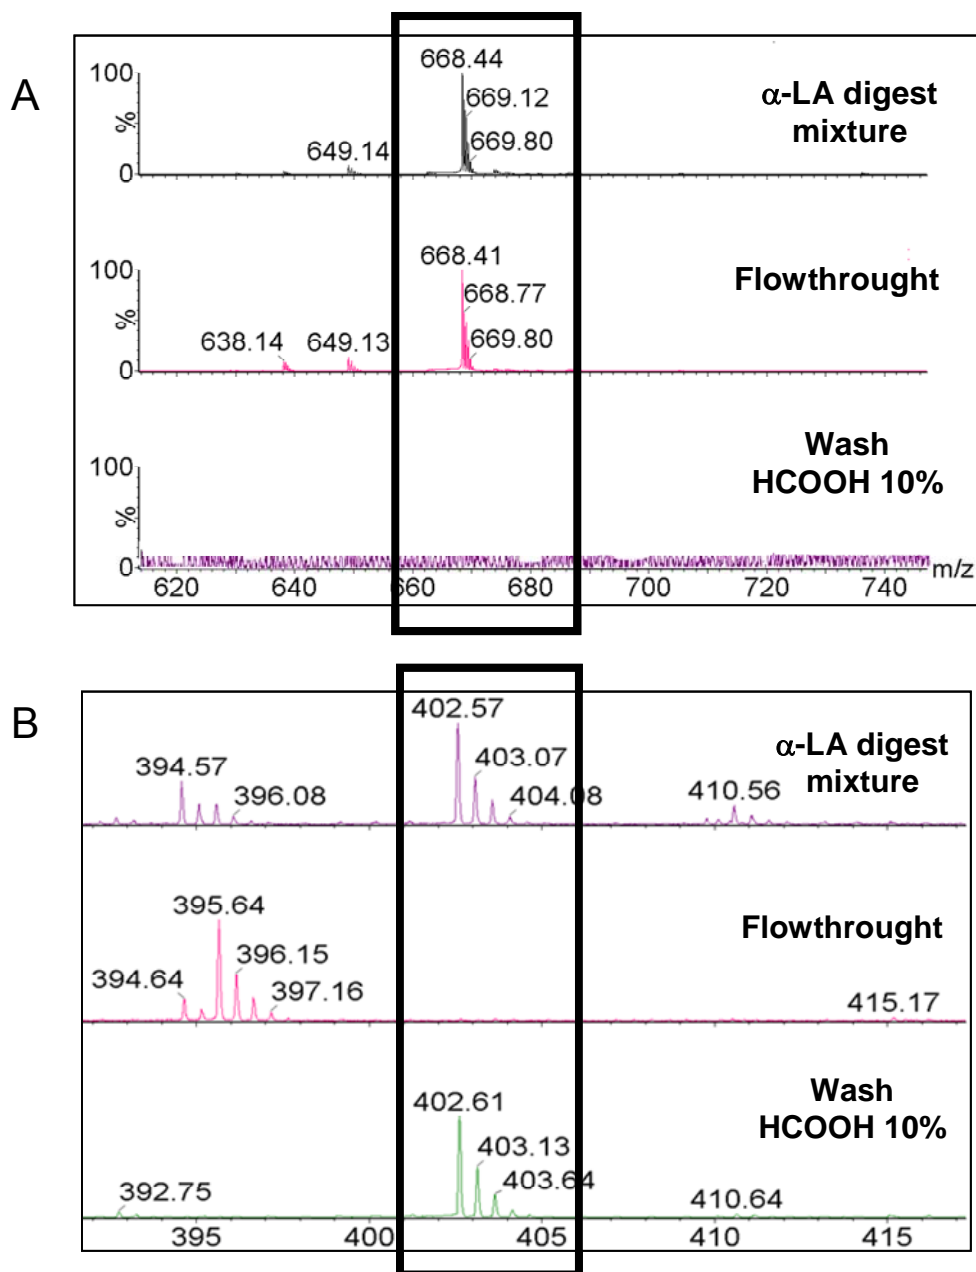 A
100
%
0
649.14
668.44
669.12
669.80
α-LA digest
mixture
100
%
0
638.14
649.13
668.41
668.77
669.80
Flowthrought
100
%
0
Wash
HCOOH 10%
620 640 660 680 700 720 740 m/z
B
394.57
396.08
402.57
403.07
404.08
410.56
α-LA digest
mixture
394.64
395.64
396.15
397.16
415.17
Flowthrought
392.75
402.61
403.13
403.64
410.64
Wash
HCOOH 10%
395 400 405 410 415